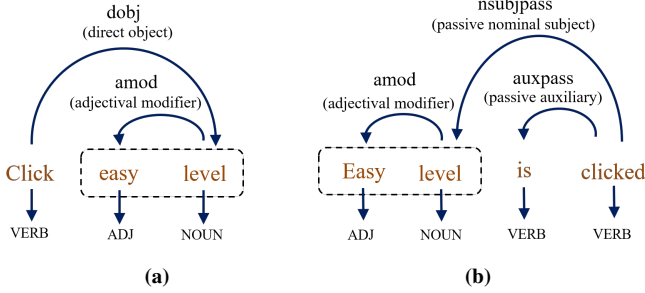 dobj
(direct object)
amod
(adjectival modifier)
Click easy level
VERB ADJ NOUN
(a)
nsubjpass
(passive nominal subject)
amod
(adjectival modifier)
auxpass
(passive auxiliary)
Easy level is clicked
ADJ NOUN VERB VERB
(b)